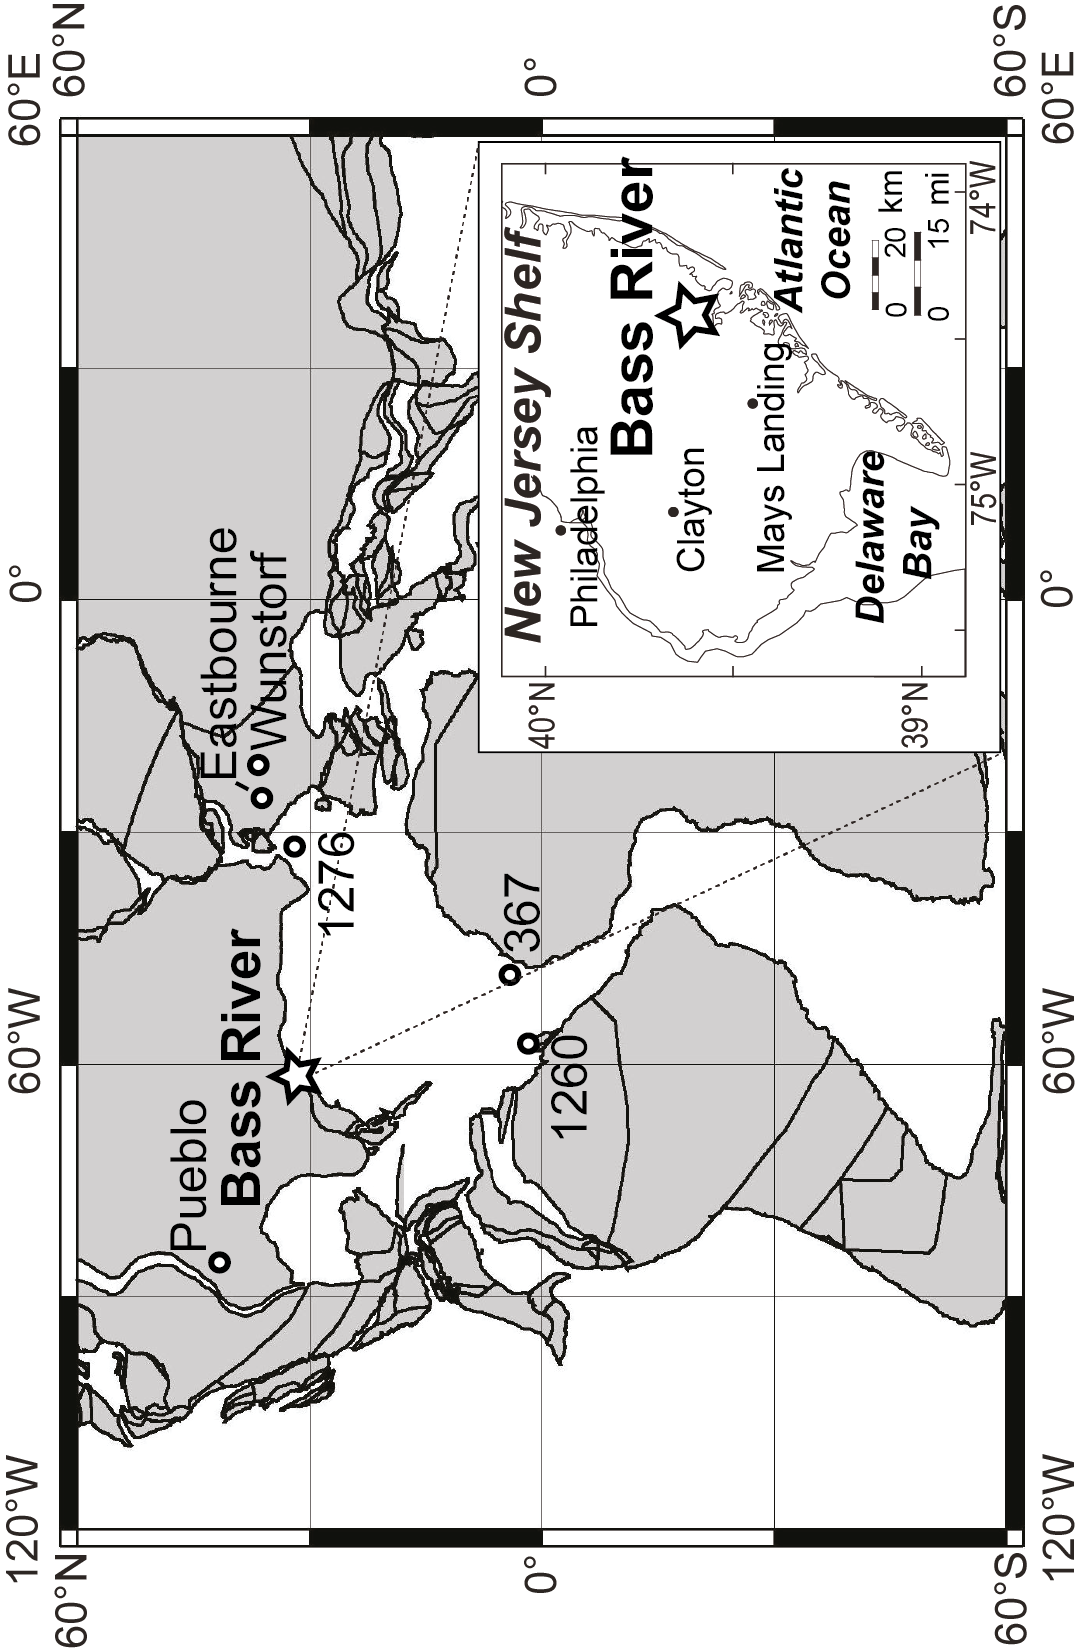 120°W
60°W
0°
60°E
60°N
60°N
Eastbourne
Wunstorf
Pueblo
Bass River
1276
367
1260
0°
0°
60°S
60°S
120°W
60°W
0°
60°E
New Jersey Shelf
40°N
Philadelphia
Bass River
Clayton
Mays Landing
Atlantic
Ocean
Delaware
Bay
0 20 km
0 15 mi
39°N
75°W
74°W